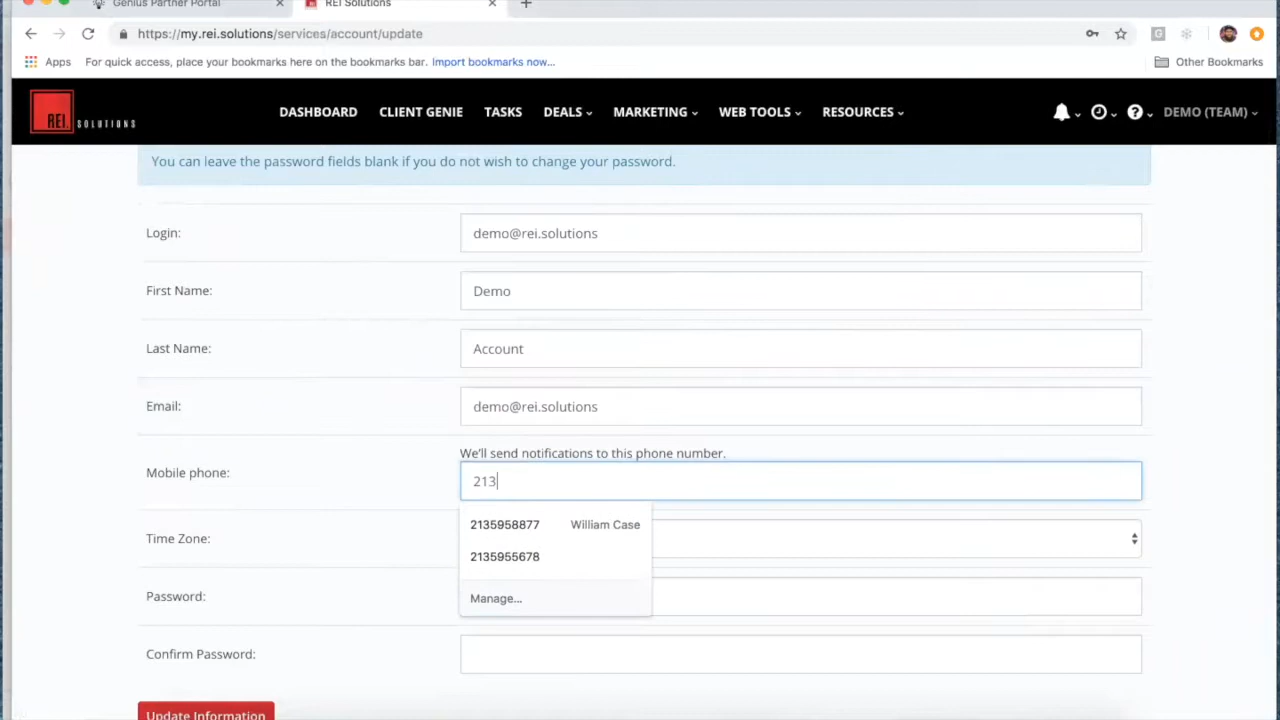 Genius Partner Portal
REI Solutions
https://my.rei.solutions/services/account/update
Apps For quick access, place your bookmarks here on the bookmarks bar. Import bookmarks now... Other Bookmarks
REI. SOLUTIONS DASHBOARD CLIENT GENIE TASKS DEALS MARKETING WEB TOOLS RESOURCES DEMO (TEAM)
You can leave the password fields blank if you do not wish to change your password.
Login: demo@rei.solutions
First Name: Demo
Last Name: Account
Email: demo@rei.solutions
We'll send notifications to this phone number.
Mobile phone: 213
2135958877 William Case
2135955678
Manage...
Time Zone:
Password:
Confirm Password:
Update Information